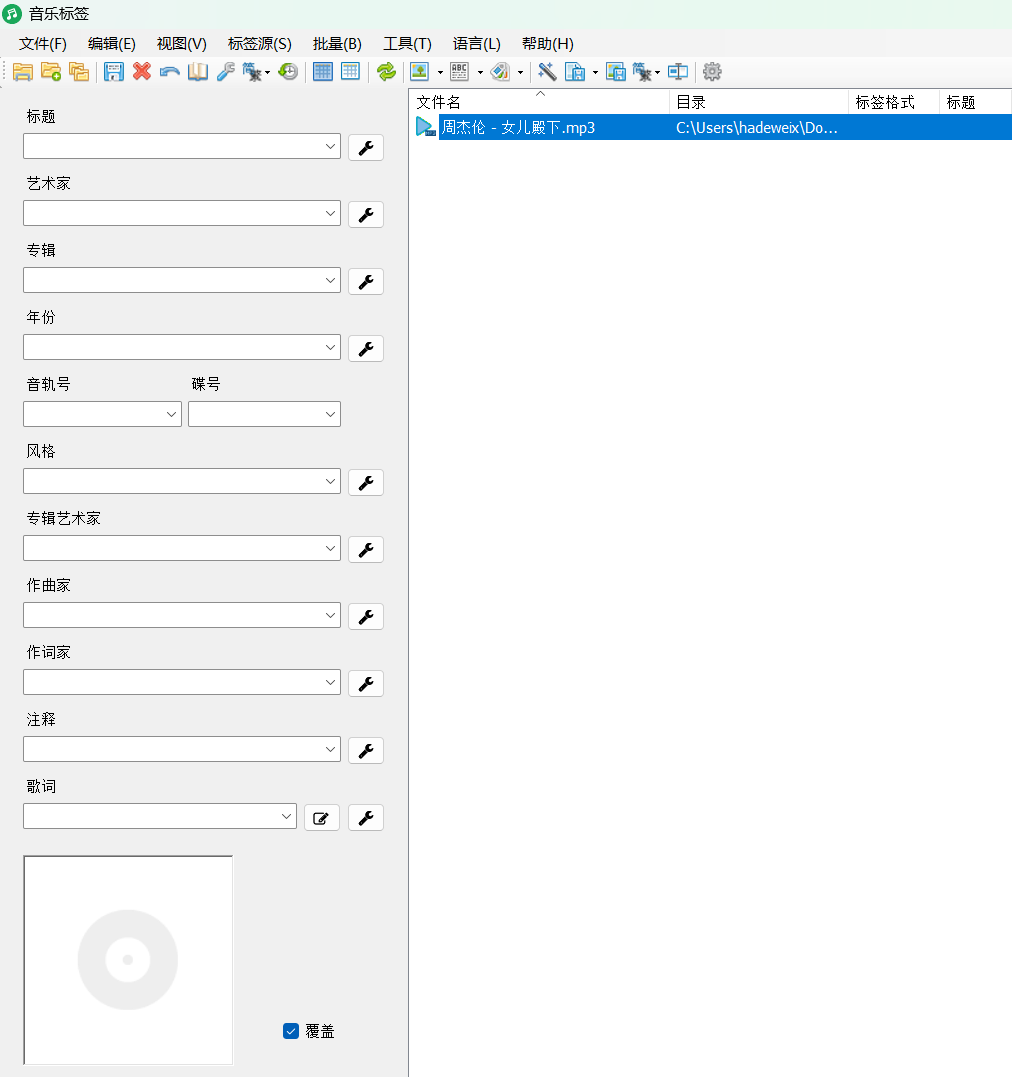 音乐标签
文件(F) 编辑(E) 视图(V) 标签源(S) 批量(B) 工具(T) 语言(L) 帮助(H)
ABC
标题
艺术家
专辑
年份
音轨号 碟号
风格
专辑艺术家
作曲家
作词家
注释
歌词
覆盖
文件名 目录 标签格式 标题
周杰伦 - 女儿殿下.mp3 C:\Users\hadeweix\Do...